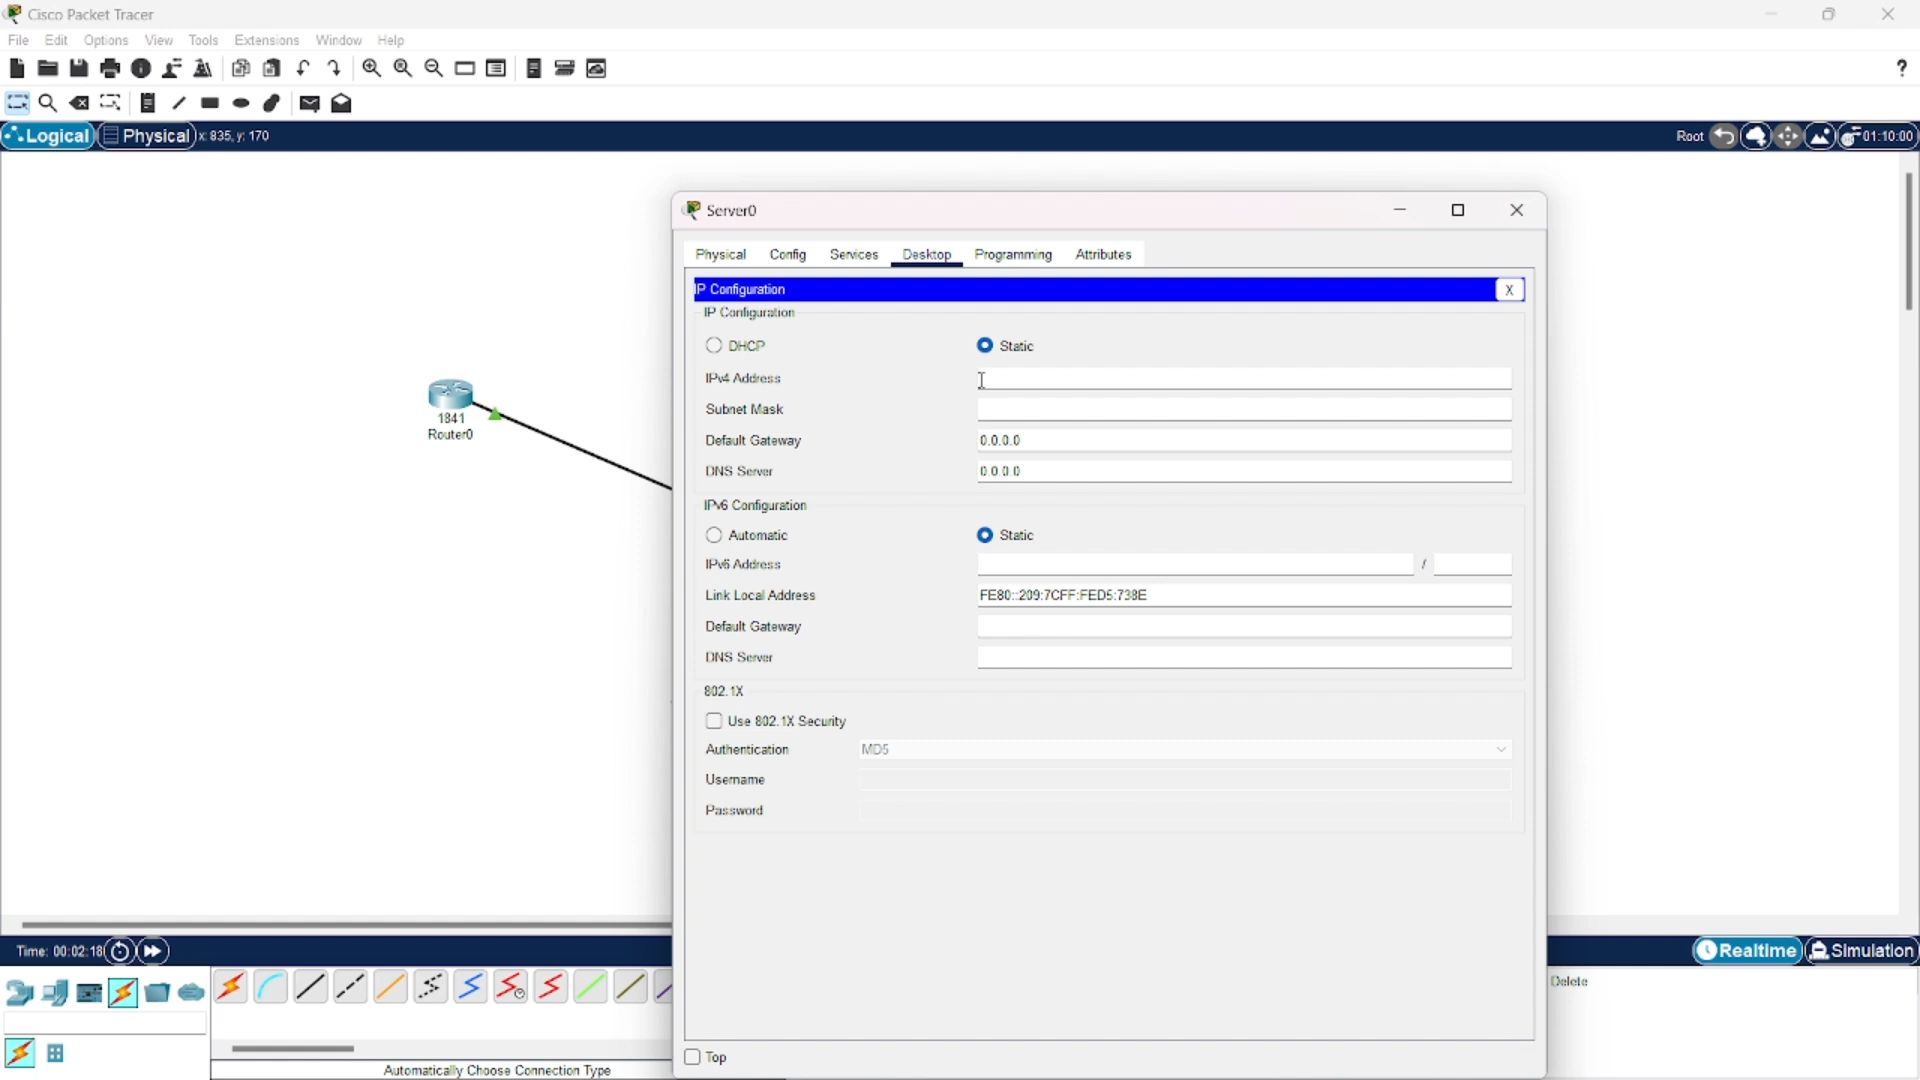 Cisco Packet Tracer
File Edit Options View Tools Extensions Window Help
?
Logical Physical x: 835, y: 170 Root 01:10:00
Server0
Physical Config Services Desktop Programming Attributes
IP Configuration X
IP Configuration
DHCP Static
IPv4 Address
Subnet Mask
Default Gateway 0.0.0.0
DNS Server 0.0.0.0
IPv6 Configuration
Automatic Static
IPv6 Address /
Link Local Address FE80::209:7CFF:FED5:738E
Default Gateway
DNS Server
802.1X
Use 802.1X Security
Authentication MD5
Username
Password
Top
1841
Router0
Time: 00:02:18 Realtime Simulation
Delete
Automatically Choose Connection Type